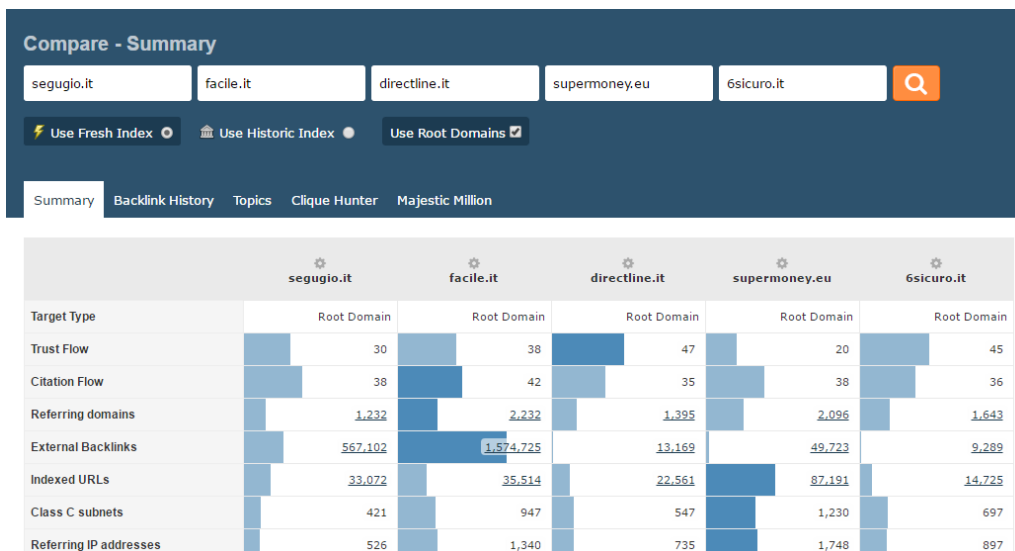 Compare - Summary
segugio.it facile.it directline.it supermoney.eu 6sicuro.it
Use Fresh Index Use Historic Index Use Root Domains
Summary Backlink History Topics Clique Hunter Majestic Million
segugio.it facile.it directline.it supermoney.eu 6sicuro.it
Target Type Root Domain Root Domain Root Domain Root Domain Root Domain
Trust Flow 30 38 47 20 45
Citation Flow 38 42 35 38 36
Referring domains 1,232 2,232 1,395 2,096 1,643
External Backlinks 567,102 1,574,725 13,169 49,723 9,289
Indexed URLs 33,072 35,514 22,561 87,191 14,725
Class C subnets 421 947 547 1,230 697
Referring IP addresses 526 1,340 735 1,748 897